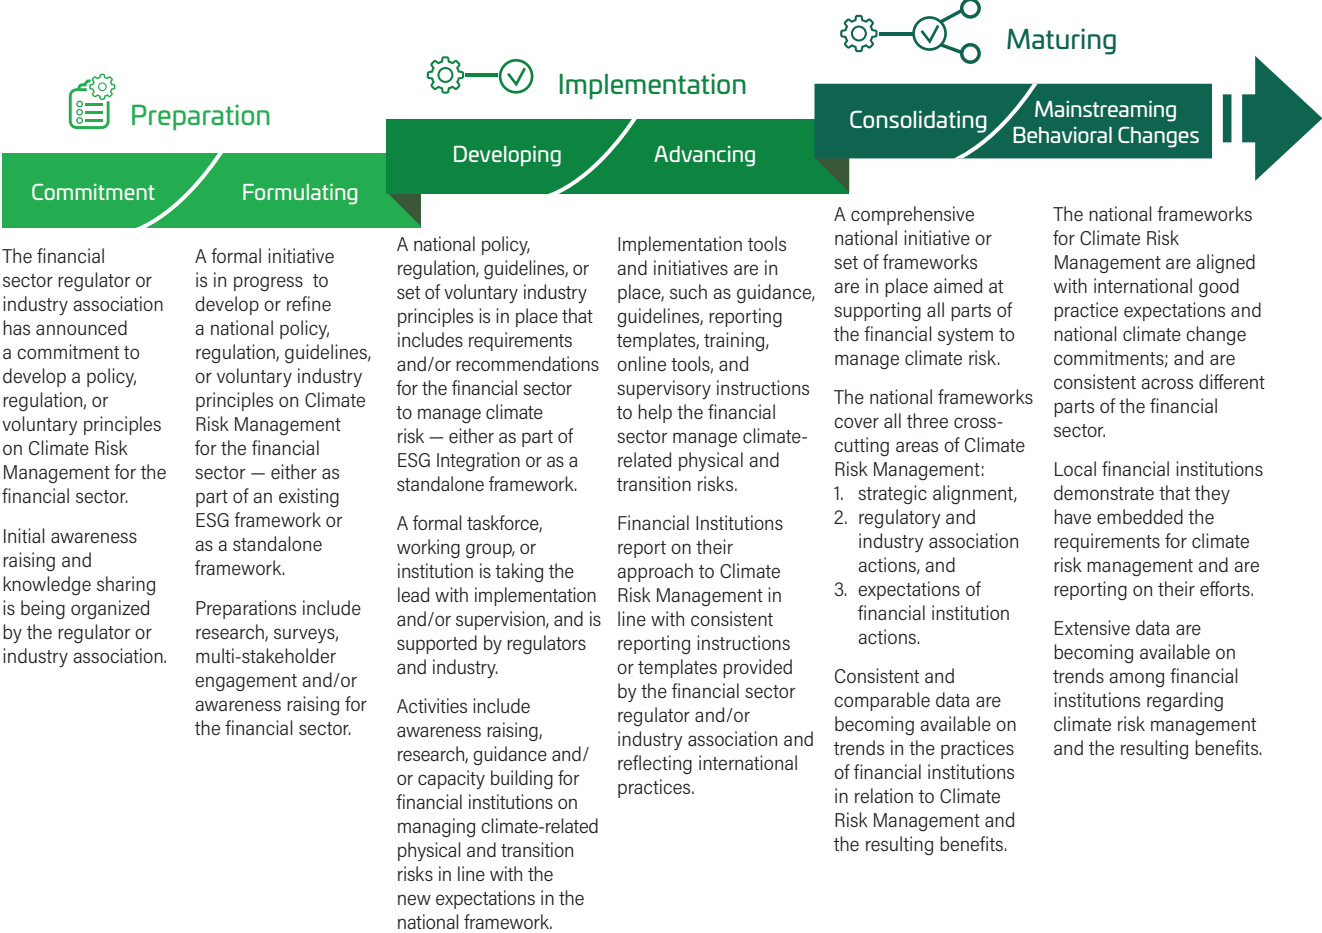 Preparation
Commitment
Formulating
The financial
sector regulator or
industry association
has announced
a commitment to
develop a policy,
regulation, or
voluntary principles
on Climate Risk
Management for the
financial sector.
Initial awareness
raising and
knowledge sharing
is being organized
by the regulator or
industry association.
A formal initiative
is in progress to
develop or refine
a national policy,
regulation, guidelines,
or voluntary industry
principles on Climate
Risk Management
for the financial
sector — either as
part of an existing
ESG framework or
as a standalone
framework.
Preparations include
research, surveys,
multi-stakeholder
engagement and/or
awareness raising for
the financial sector.
Implementation
Developing
Advancing
A national policy,
regulation, guidelines, or
set of voluntary industry
principles is in place that
includes requirements
and/or recommendations
for the financial sector
to manage climate
risk — either as part of
ESG Integration or as a
standalone framework.
A formal taskforce,
working group, or
institution is taking the
lead with implementation
and/or supervision, and is
supported by regulators
and industry.
Activities include
awareness raising,
research, guidance and/
or capacity building for
financial institutions on
managing climate-related
physical and transition
risks in line with the
new expectations in the
national framework.
Implementation tools
and initiatives are in
place, such as guidance,
guidelines, reporting
templates, training,
online tools, and
supervisory instructions
to help the financial
sector manage climate-
related physical and
transition risks.
Financial Institutions
report on their
approach to Climate
Risk Management in
line with consistent
reporting instructions
or templates provided
by the financial sector
regulator and/or
industry association and
reflecting international
practices.
Maturing
Consolidating
Mainstreaming
Behavioral Changes
A comprehensive
national initiative or
set of frameworks
are in place aimed at
supporting all parts of
the financial system to
manage climate risk.
The national frameworks
cover all three cross-
cutting areas of Climate
Risk Management:
1. strategic alignment,
2. regulatory and
industry association
actions, and
3. expectations of
financial institution
actions.
Consistent and
comparable data are
becoming available on
trends in the practices
of financial institutions
in relation to Climate
Risk Management and
the resulting benefits.
The national frameworks
for Climate Risk
Management are aligned
with international good
practice expectations and
national climate change
commitments; and are
consistent across different
parts of the financial
sector.
Local financial institutions
demonstrate that they
have embedded the
requirements for climate
risk management and are
reporting on their efforts.
Extensive data are
becoming available on
trends among financial
institutions regarding
climate risk management
and the resulting benefits.